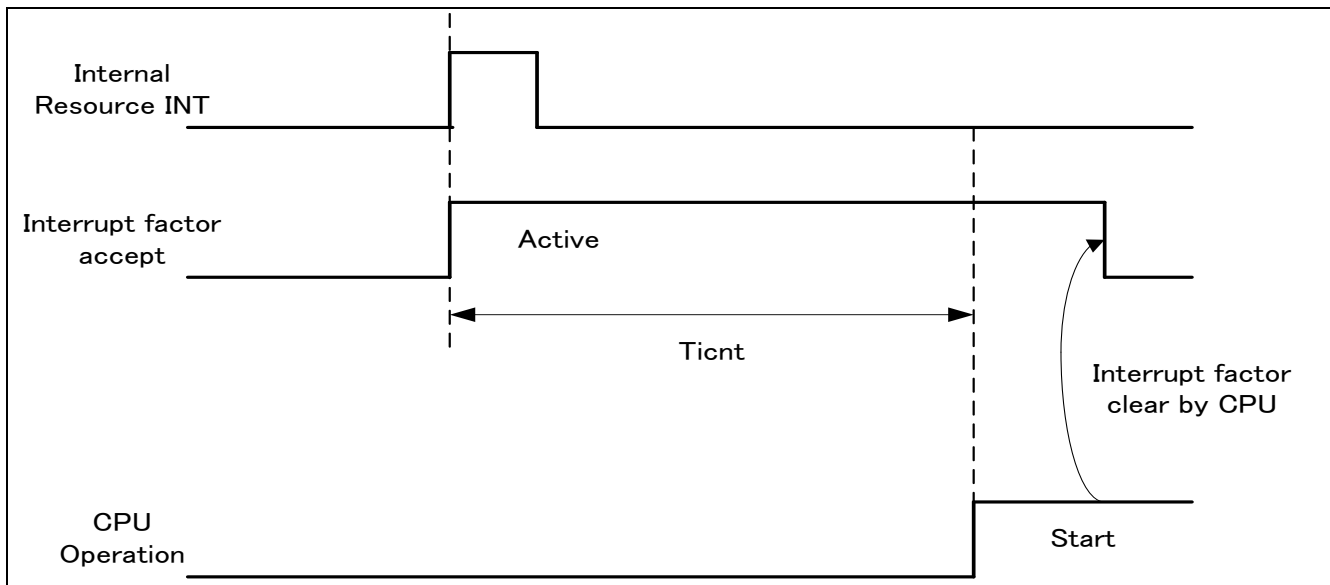 Internal
Resource INT
Interrupt factor
accept
Active
Ticnt
Interrupt factor
clear by CPU
CPU
Operation
Start